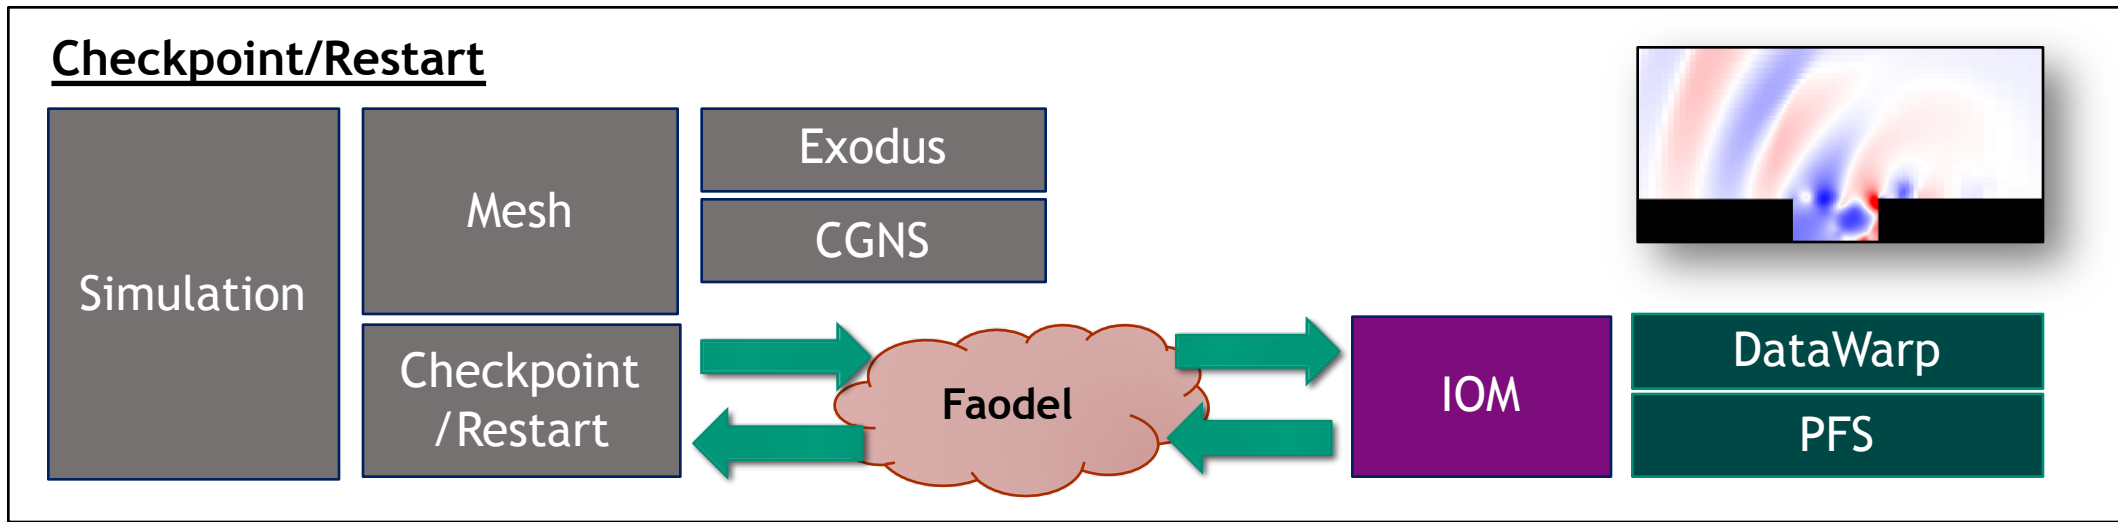 Checkpoint/Restart
Simulation
Mesh
Exodus
CGNS
Checkpoint
/Restart
Faodel
IOM
DataWarp
PFS